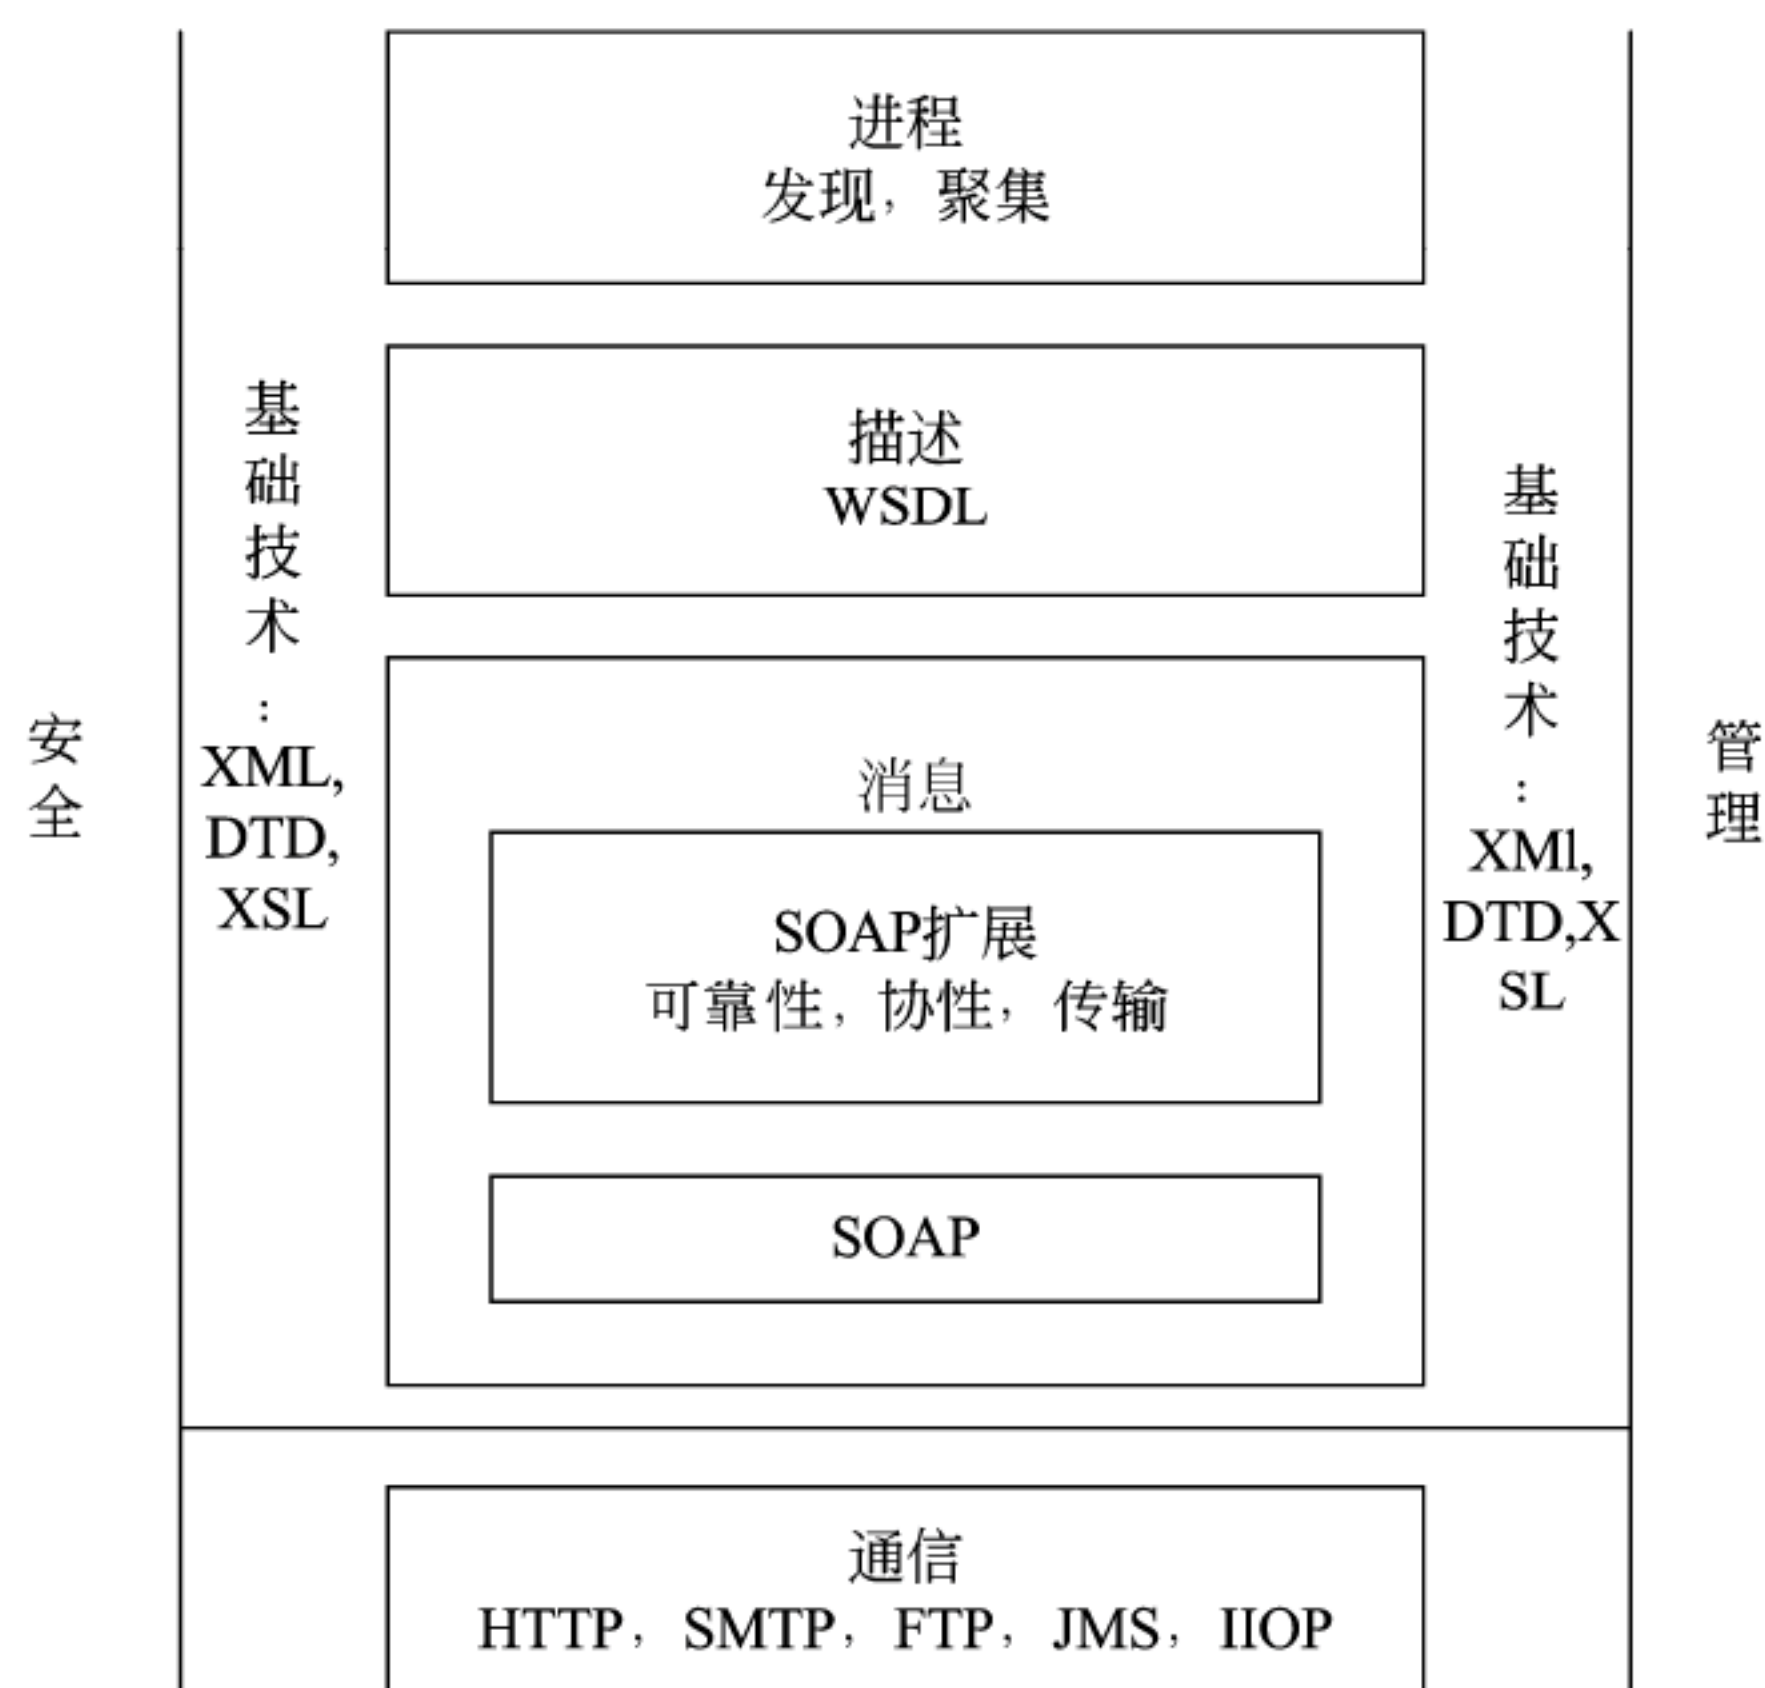 进程
发现，聚集
描述
WSDL
消息
SOAP扩展
可靠性，协性，传输
SOAP
通信
HTTP，SMTP，FTP，JMS，IIOP
安
全
基
础
技
术
：
XML,
DTD,
XSL
基
础
技
术
：
XMl,
DTD,X
SL
管
理